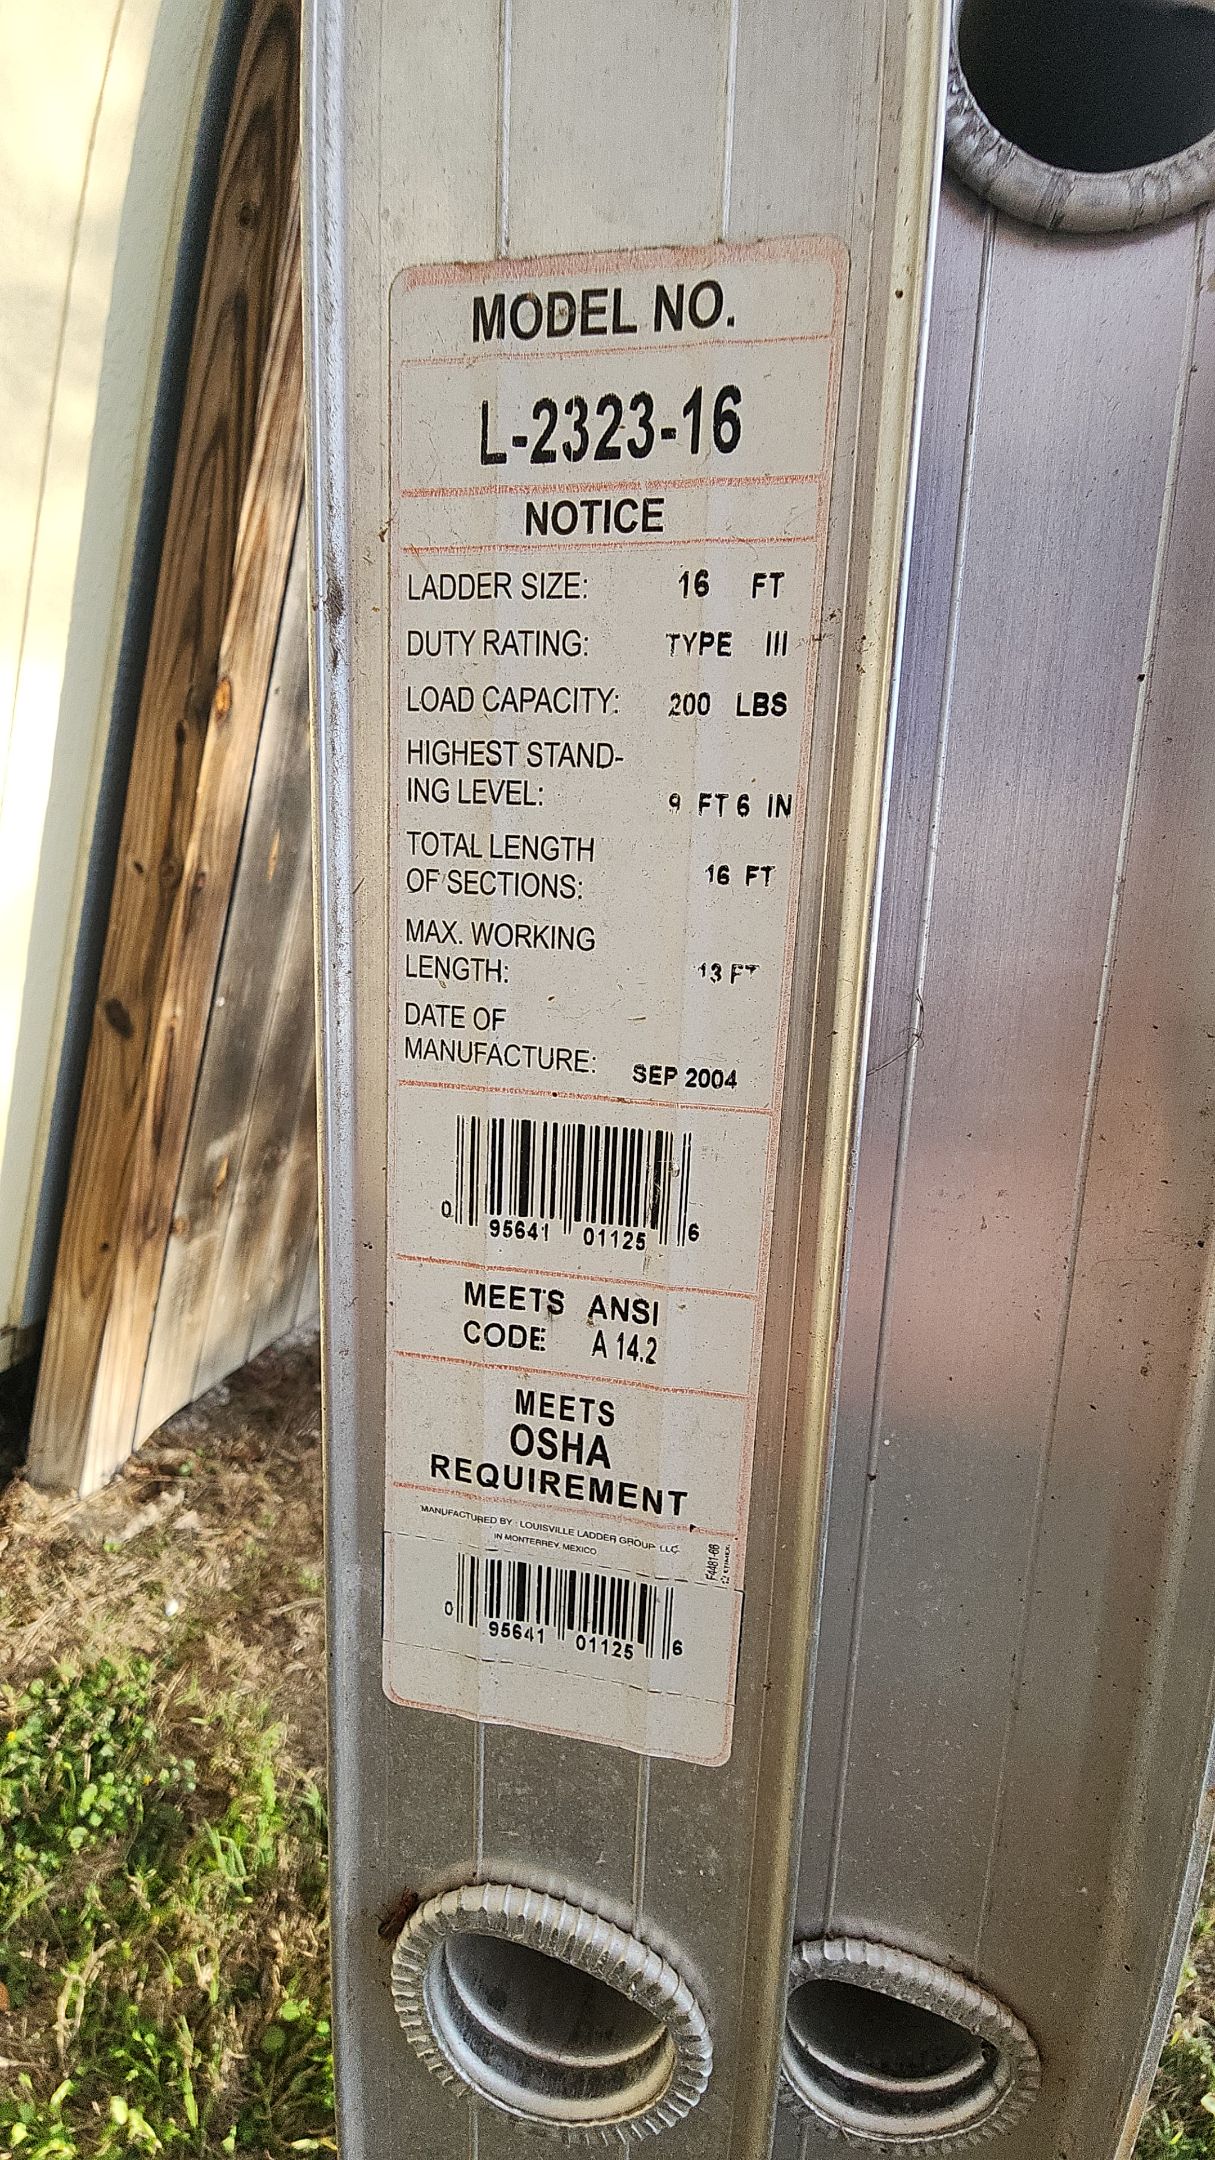 MODEL NO.
L-2323-16
NOTICE
LADDER SIZE: 16 FT
DUTY RATING: TYPE III
LOAD CAPACITY: 200 LBS
HIGHEST STAND-
ING LEVEL: 9 FT 6 IN
TOTAL LENGTH
OF SECTIONS: 16 FT
MAX. WORKING
LENGTH: 13 FT
DATE OF
MANUFACTURE: SEP 2004
0 95641 01125 6
MEETS ANSI
CODE A 14.2
MEETS
OSHA
REQUIREMENT
MANUFACTURED BY: LOUISVILLE LADDER GROUP LLC
IN MONTERREY, MEXICO
0 95641 01125 6